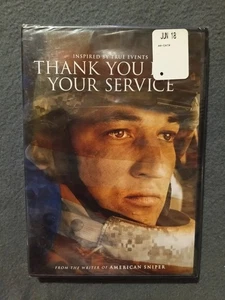 JUN 18
INSPIRED BY TRUE EVENTS
THANK YOU
YOUR SERVICE
FROM THE WRITER OF AMERICAN SNIPER